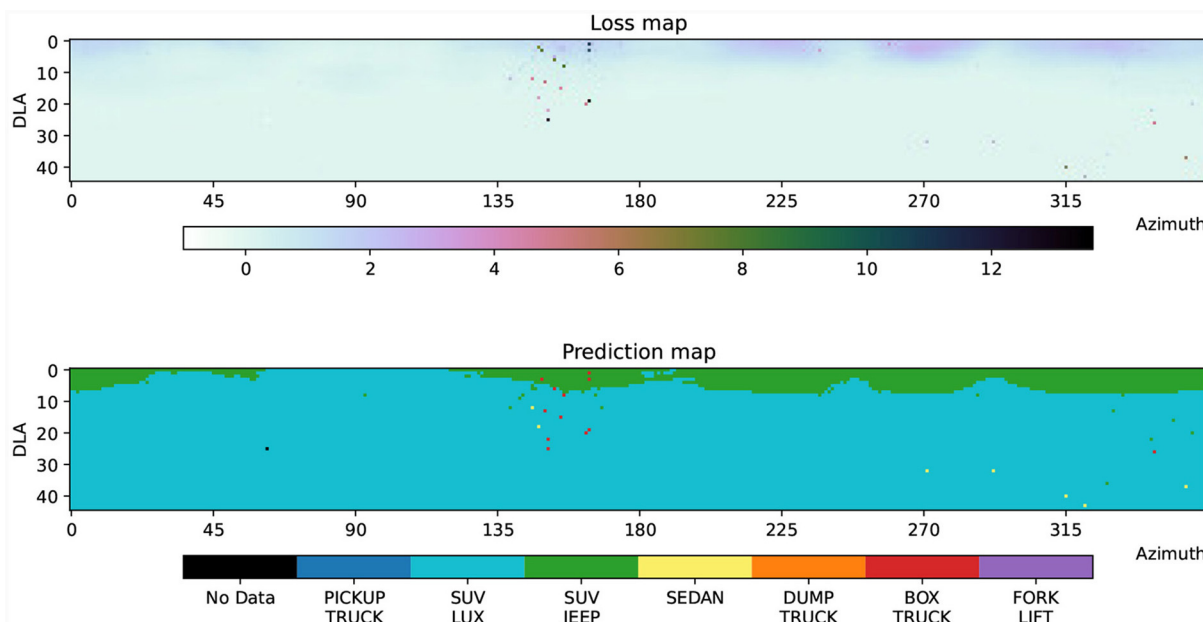 Loss map
0
10
20
30
40
DLA
0 45 90 135 180 225 270 315
Azimuth
0 2 4 6 8 10 12
Prediction map
0
10
20
30
40
DLA
0 45 90 135 180 225 270 315
Azimuth
No Data PICKUP SUV SUV SEDAN DUMP BOX FORK
TRUCK LUX JEEP TRUCK TRUCK LIFT